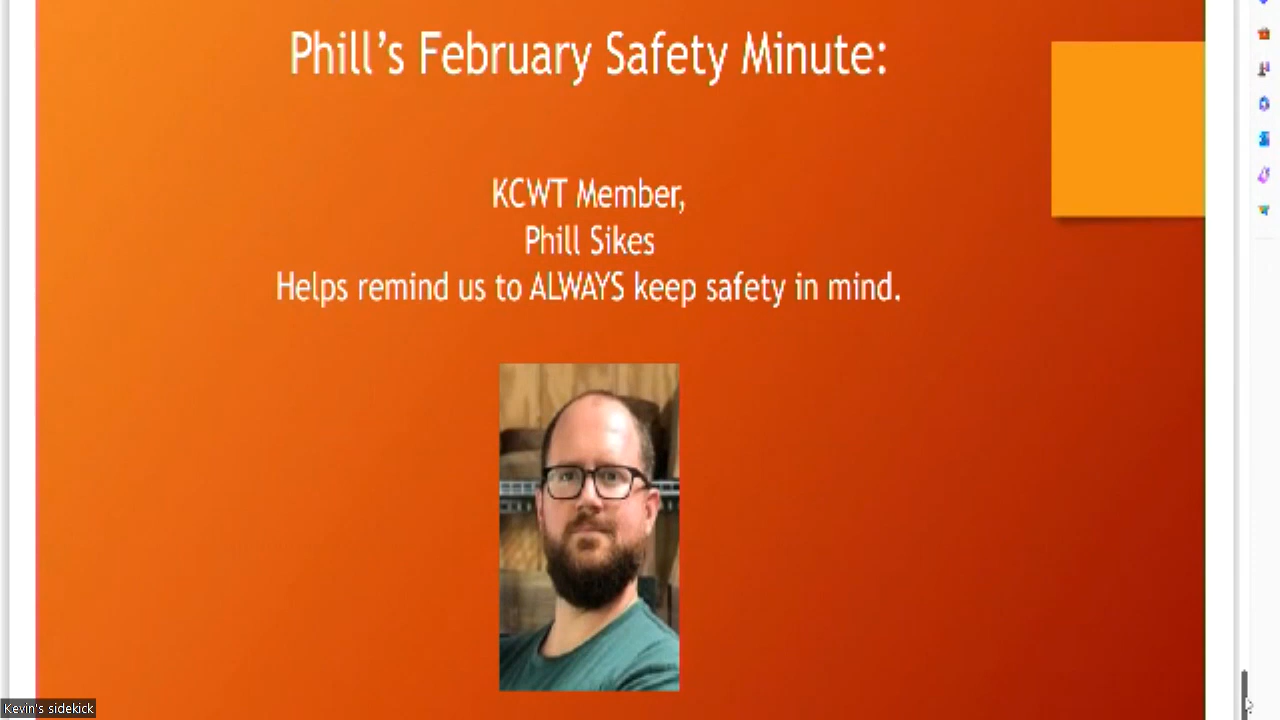 Phill's February Safety Minute:
KCWT Member,
Phill Sikes
Helps remind us to ALWAYS keep safety in mind.
Kevin's sidekick